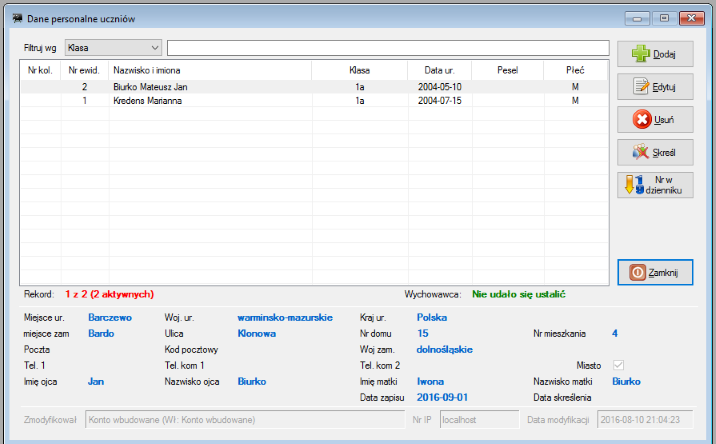 Dane personalne uczniów
Filtruj wg Klasa
Dodaj
Nr kol. Nr ewid. Nazwisko i imiona Klasa Data ur. Pesel Płeć
2 Biurko Mateusz Jan 1a 2004-05-10 M
1 Kredens Marianna 1a 2004-07-15 M
Edytuj
Usuń
Skreśl
Nr w dzienniku
Zamknij
Rekord: 1 z 2 (2 aktywnych) Wychowawca: Nie udało się ustalić
Miejsce ur. Barczewo Woj. ur. warminsko-mazurskie Kraj ur. Polska
miejsce zam Bardo Ulica Klonowa Nr domu 15 Nr mieszkania 4
Poczta Kod pocztowy Woj zam. dolnośląskie
Tel. 1 Tel. kom 1 Tel. kom 2 Miasto
Imię ojca Jan Nazwisko ojca Biurko Imię matki Iwona Nazwisko matki Biurko
Data zapisu 2016-09-01 Data skreślenia
Zmodyfikował Konto wbudowane (Wł: Konto wbudowane) Nr IP localhost Data modyfikacji 2016-08-10 21:04:23